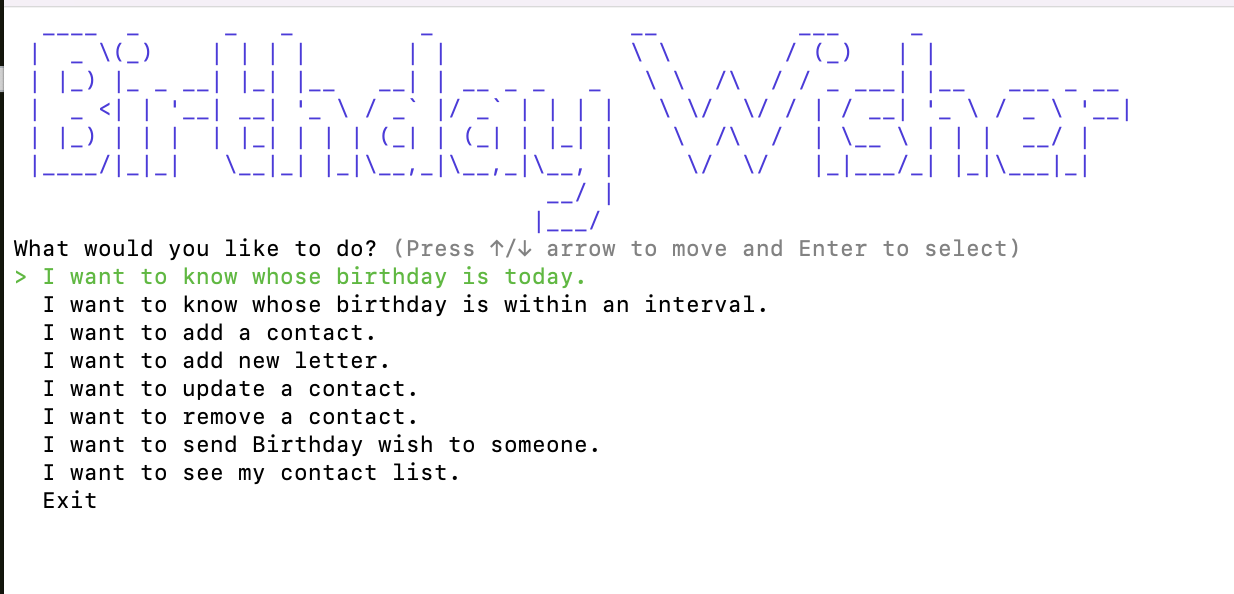 Birthday Wisher
What would you like to do? (Press ↑/↓ arrow to move and Enter to select)
> I want to know whose birthday is today.
I want to know whose birthday is within an interval.
I want to add a contact.
I want to add new letter.
I want to update a contact.
I want to remove a contact.
I want to send Birthday wish to someone.
I want to see my contact list.
Exit